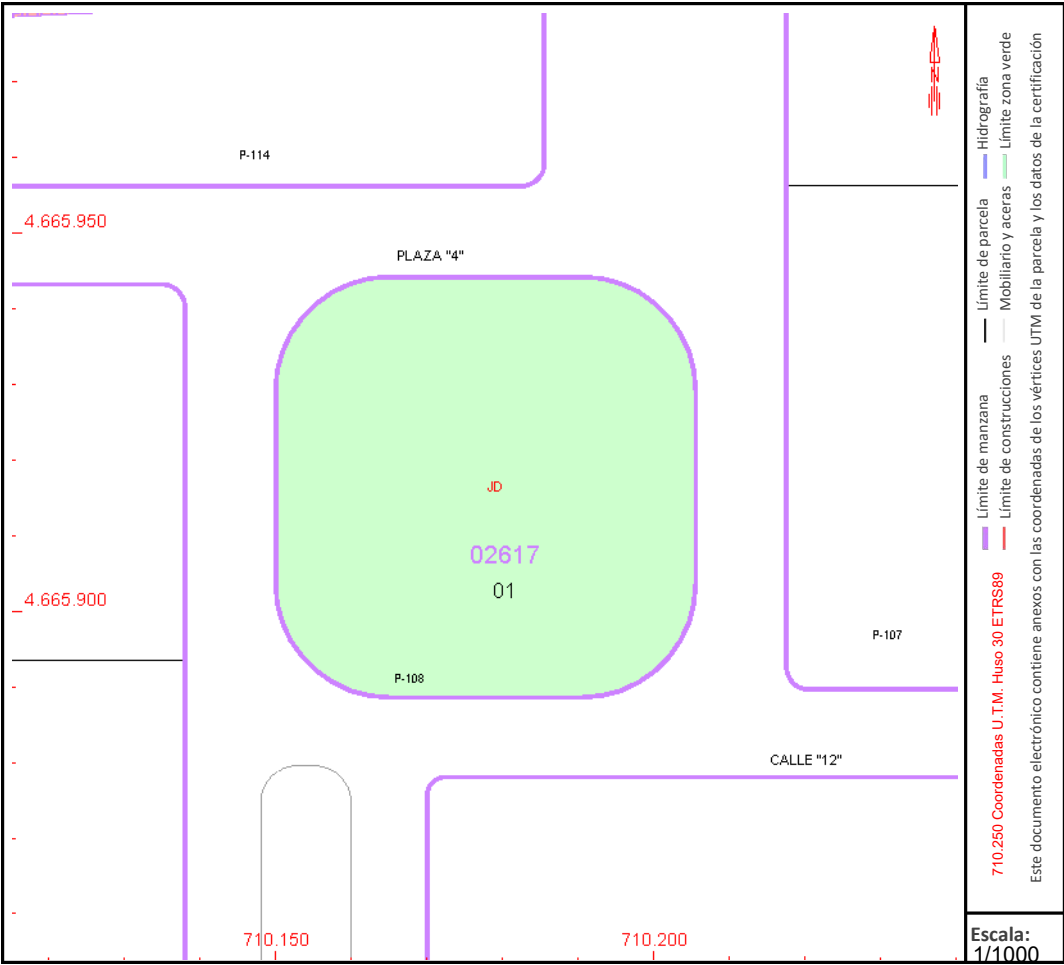 P-114
4.665.950
PLAZA "4"
JD
02617
01
4.665.900
P-107
P-108
CALLE "12"
710.150
710.200
N
710.250 Coordenadas U.T.M. Huso 30 ETRS89
Límite de manzana
Límite de parcela
Hidrografía
Límite de construcciones
Mobiliario y aceras
Límite zona verde
Este documento electrónico contiene anexos con las coordenadas de los vértices UTM de la parcela y los datos de la certificación
Escala:
1/1000